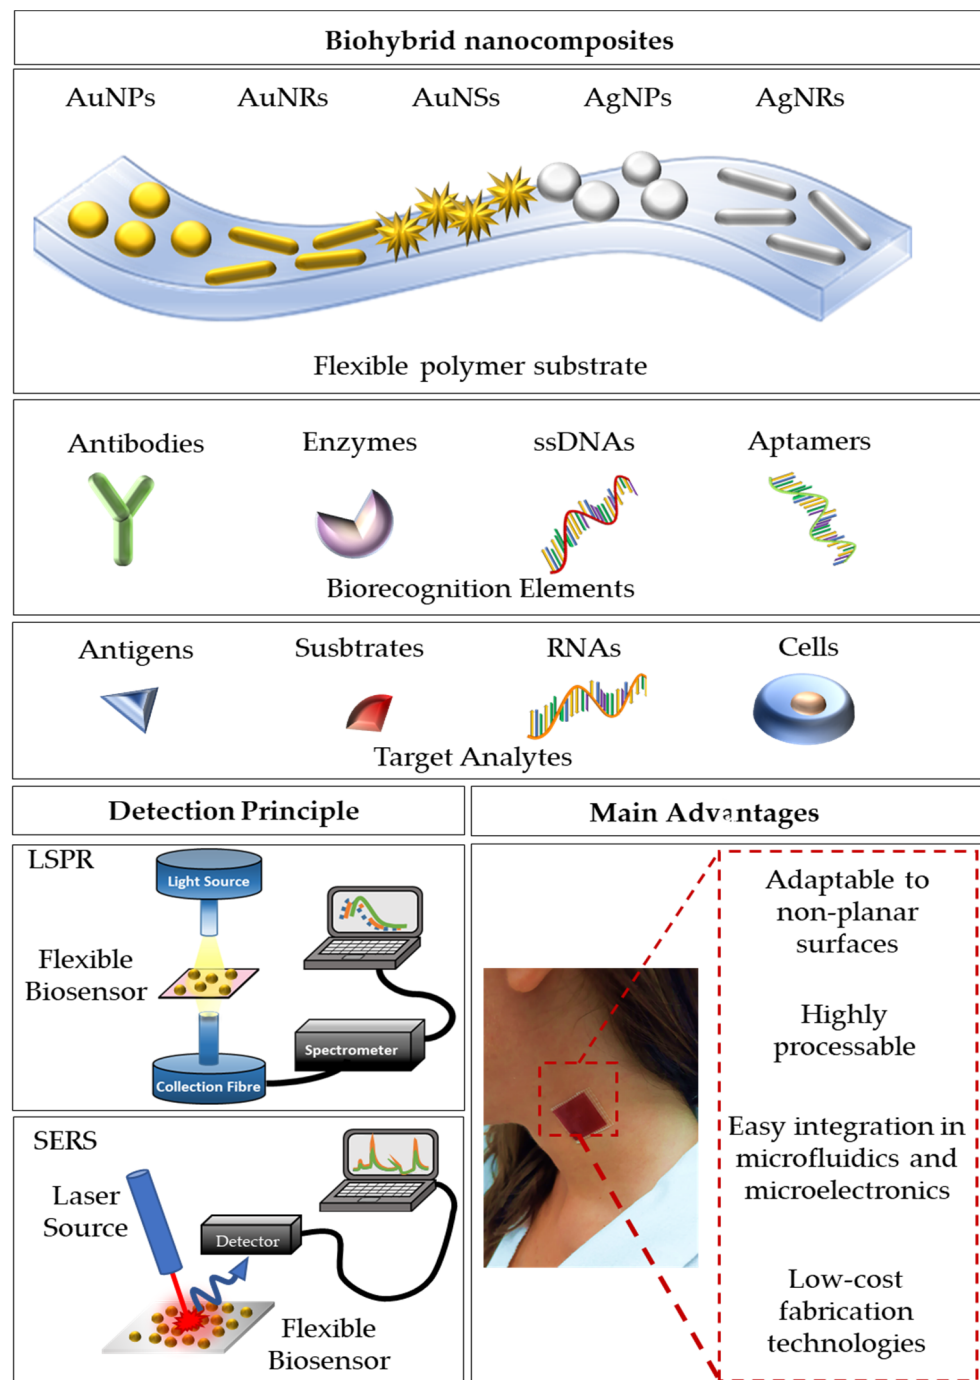 Biohybrid nanocomposites
AuNPs AuNRs AuNSs AgNPs AgNRs
Flexible polymer substrate
Antibodies Enzymes ssDNAs Aptamers
Biorecognition Elements
Antigens Susbtrates RNAs Cells
Target Analytes
Detection Principle
LSPR
Light Source
Flexible
Biosensor
Spectrometer
Collection Fibre
SERS
Laser
Source
Detector
Flexible
Biosensor
Main Advantages
Adaptable to
non-planar
surfaces
Highly
processable
Easy integration in
microfluidics and
microelectronics
Low-cost
fabrication
technologies